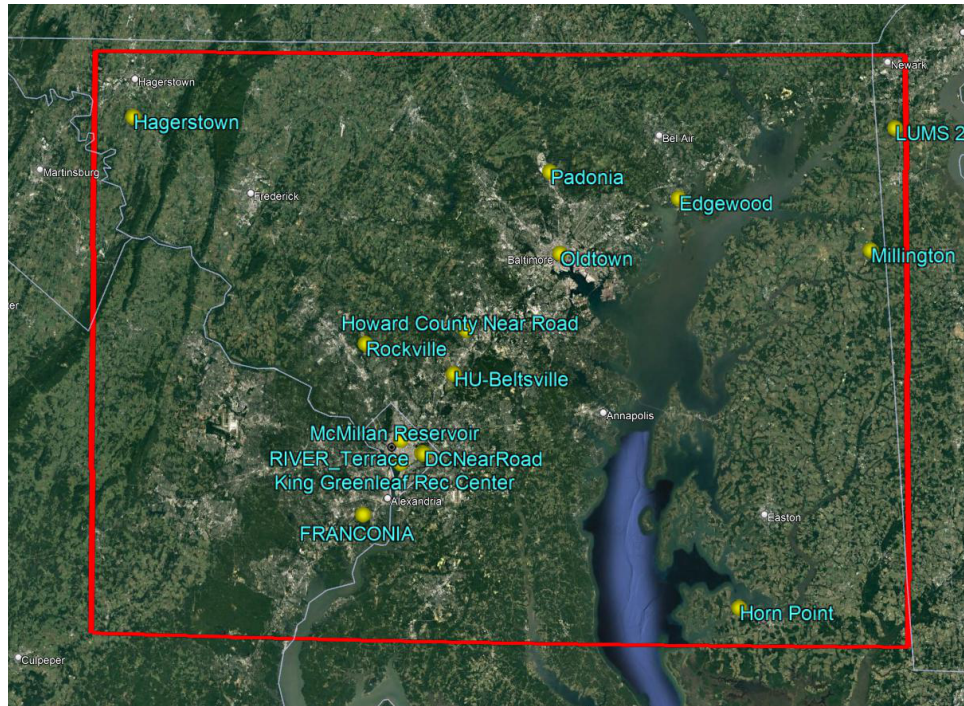 Newark
Hagerstown
Hagerstown
LUMS 2
Bel Air
Martinsburg
Padonia
Frederick
Edgewood
Millington
Baltimore
Oldtown
er
Howard County Near Road
Rockville
HU-Beltsville
Annapolis
McMillan Reservoir
RIVER_Terrace
DCNearRoad
King Greenleaf Rec Center
Alexandria
Easton
FRANCONIA
Horn Point
Culpeper